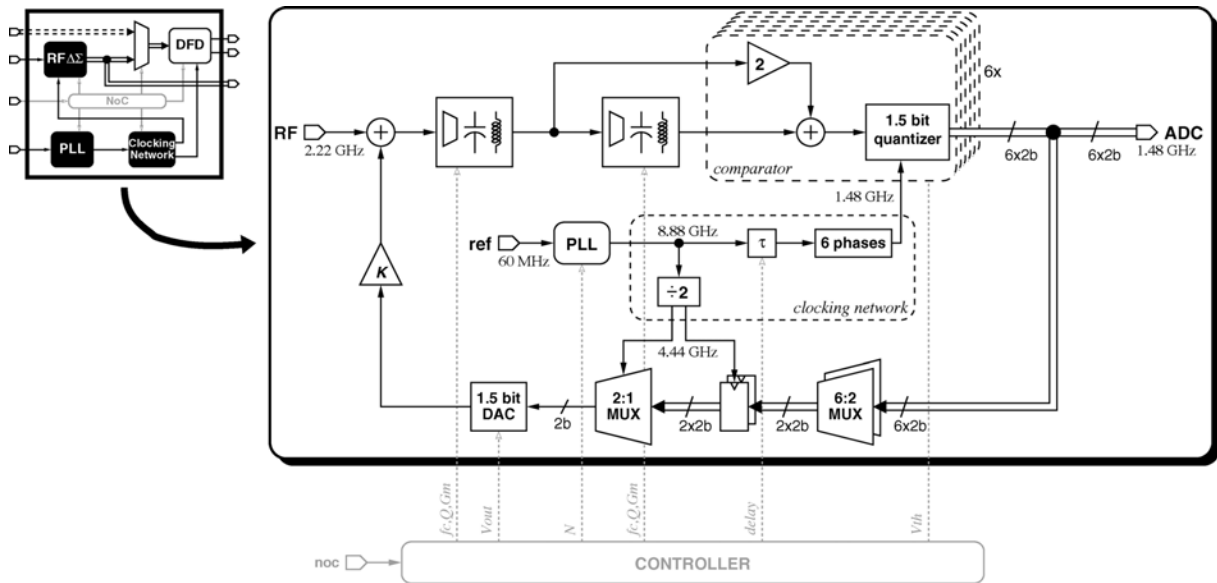 RF ΔΣ
DFD
NoC
PLL
Clocking
Network
2
6x
RF
2.22 GHz
1.5 bit
quantizer
6x2b
6x2b
ADC
1.48 GHz
comparator
1.48 GHz
ref
60 MHz
PLL
8.88 GHz
τ
6 phases
K
÷2
clocking network
4.44 GHz
1.5 bit
DAC
2b
2:1
MUX
2x2b
2x2b
6:2
MUX
6x2b
fc,Q,Gm
Vout
N
fc,Q,Gm
delay
Vth
noc
CONTROLLER